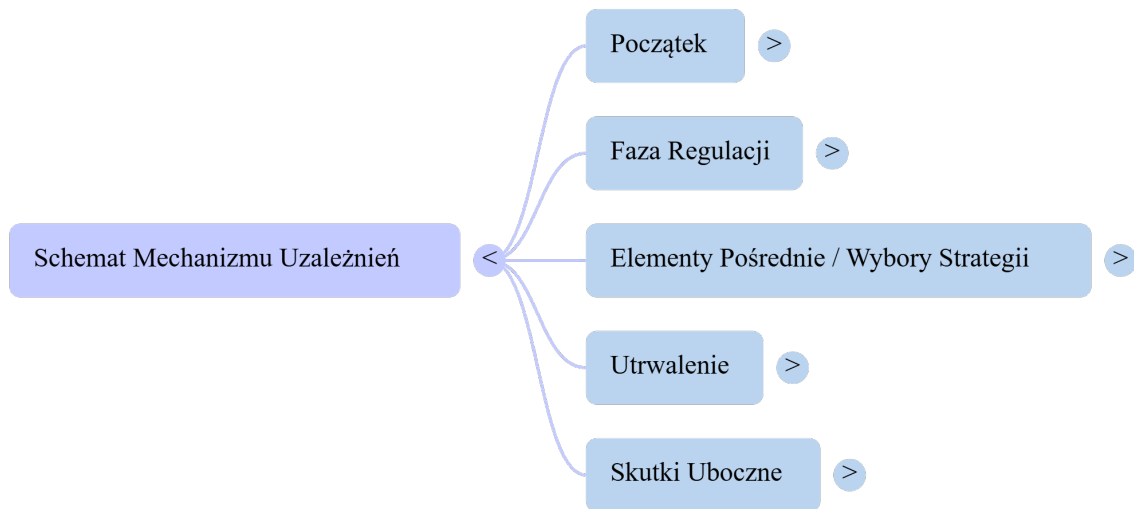 Początek >
Faza Regulacji >
Schemat Mechanizmu Uzależnień < Elementy Pośrednie / Wybory Strategii >
Utrwalenie >
Skutki Uboczne >